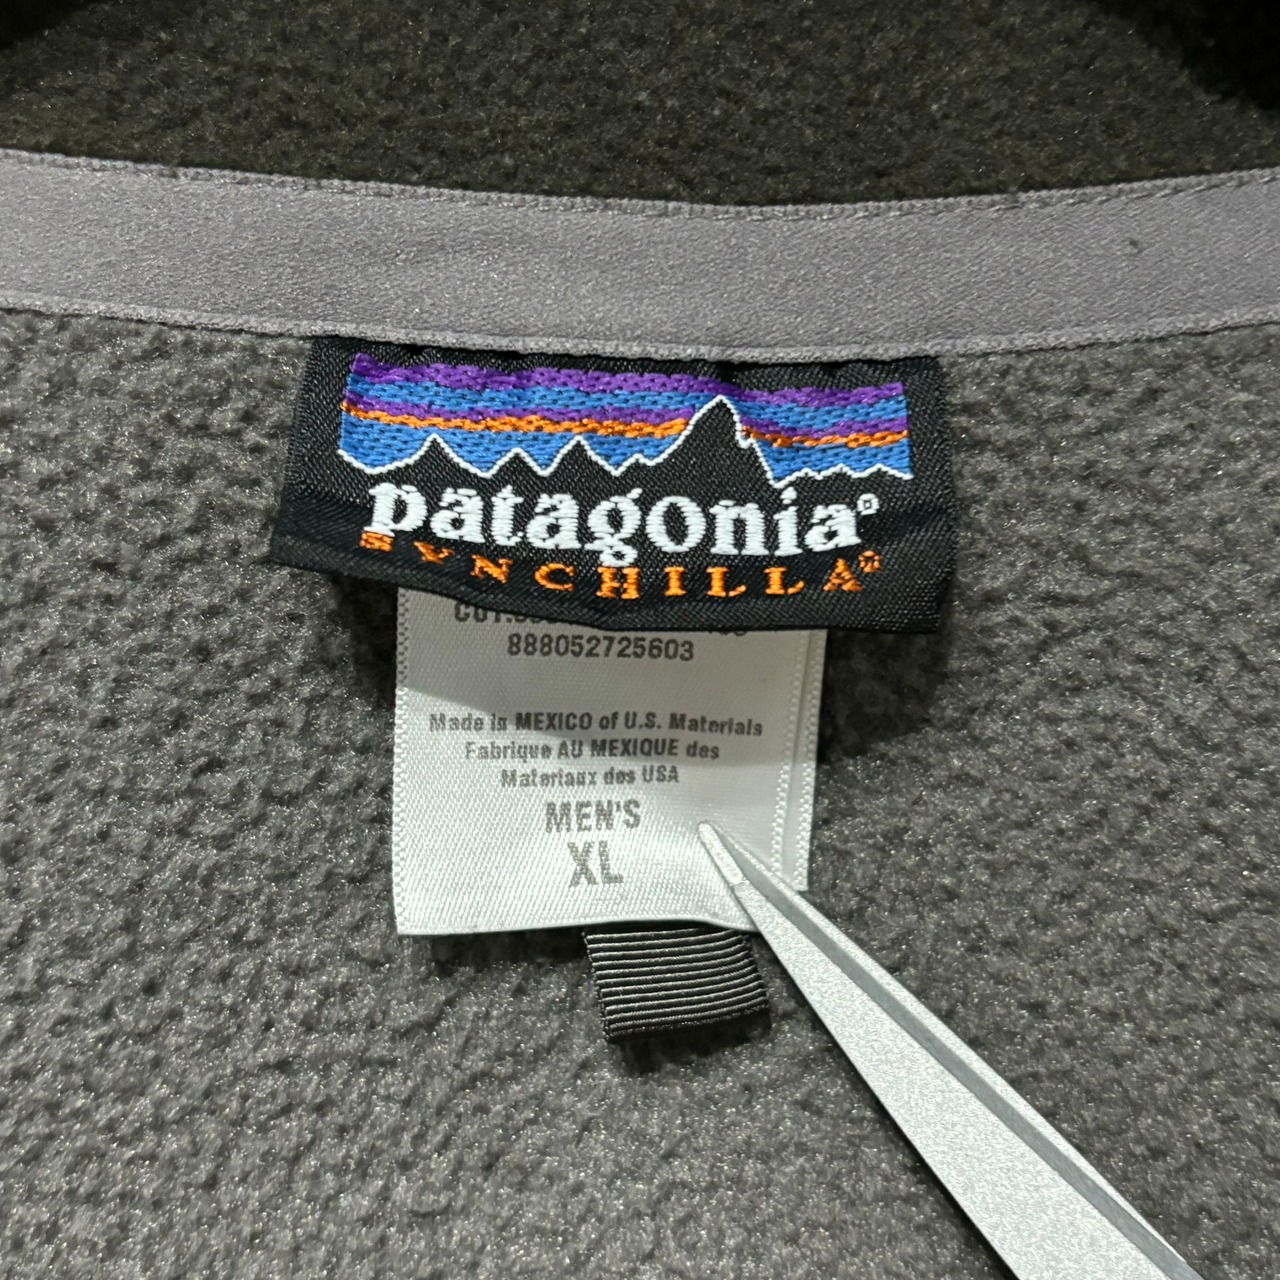 patagonia®
SYNCHILLA®
888052725603
Made in MEXICO of U.S. Materials
Fabrique AU MEXIQUE des
Materiaux des USA
MEN'S
XL